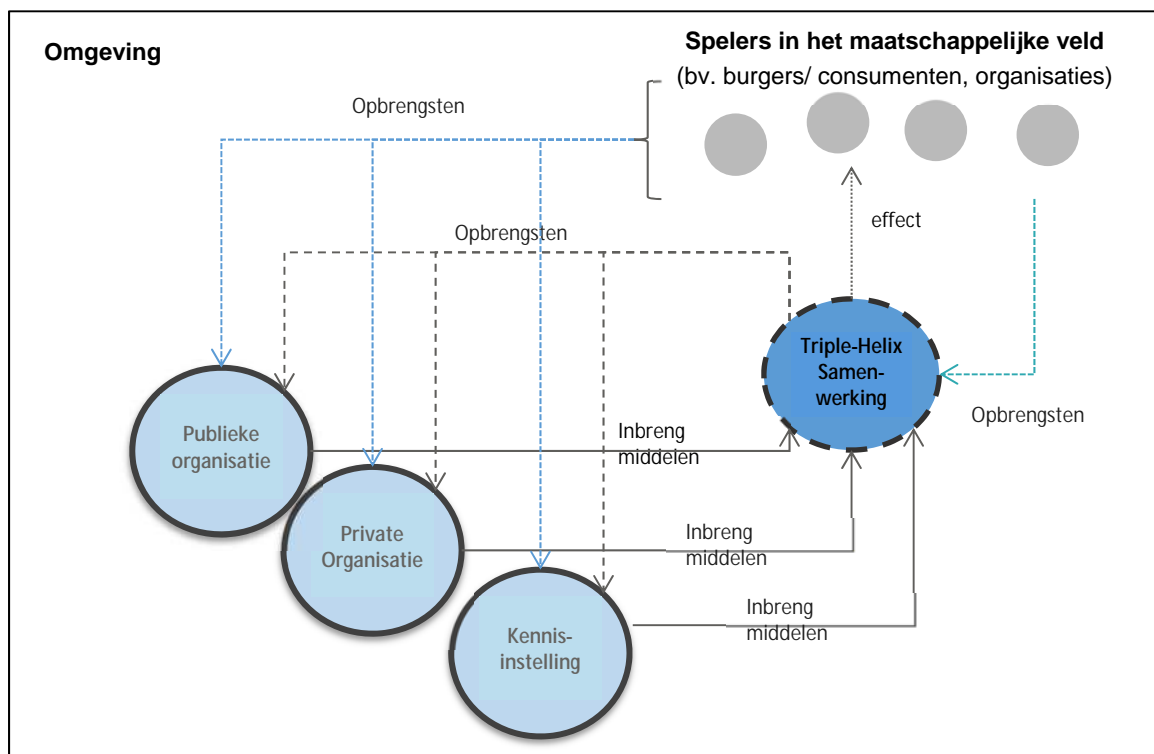 Omgeving
Spelers in het maatschappelijke veld
(bv. burgers/ consumenten, organisaties)
Opbrengsten
effect
Opbrengsten
Triple-Helix
Samen-
werking
Opbrengsten
Publieke
organisatie
Inbreng
middelen
Private
Organisatie
Inbreng
middelen
Kennis-
instelling
Inbreng
middelen